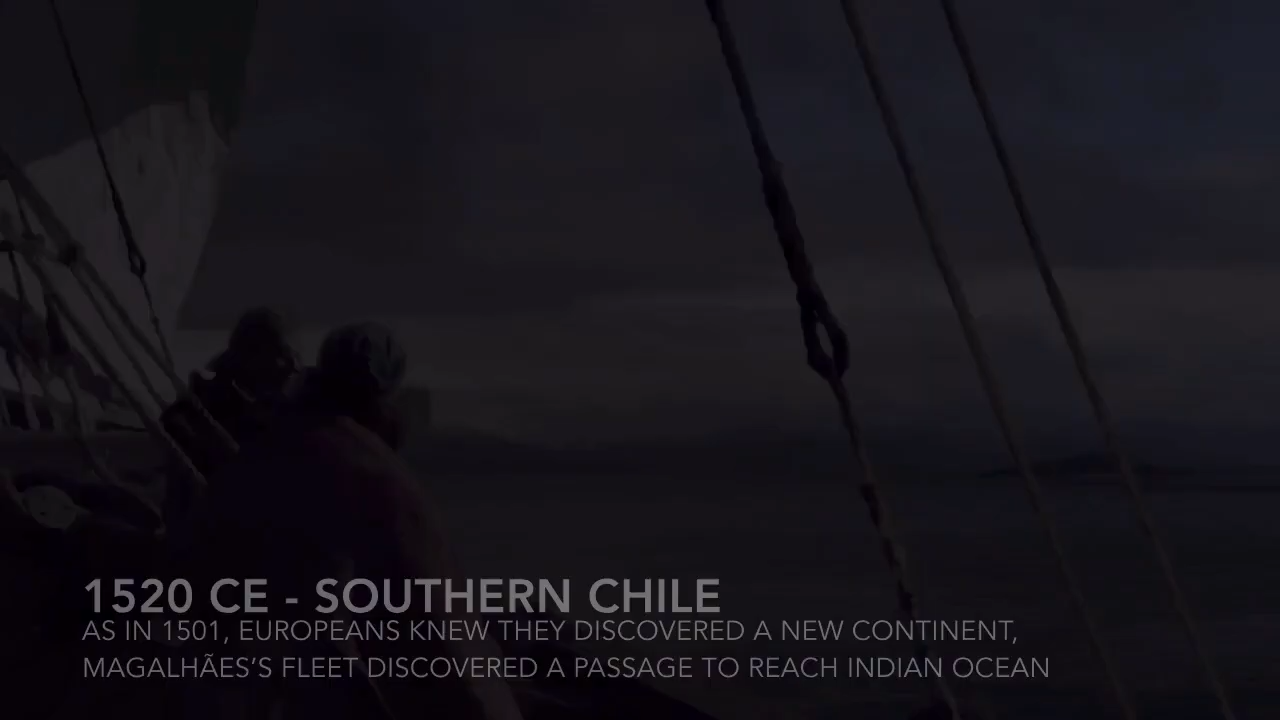 1520 CE - SOUTHERN CHILE
AS IN 1501, EUROPEANS KNEW THEY DISCOVERED A NEW CONTINENT,
MAGALHÃES'S FLEET DISCOVERED A PASSAGE TO REACH INDIAN OCEAN